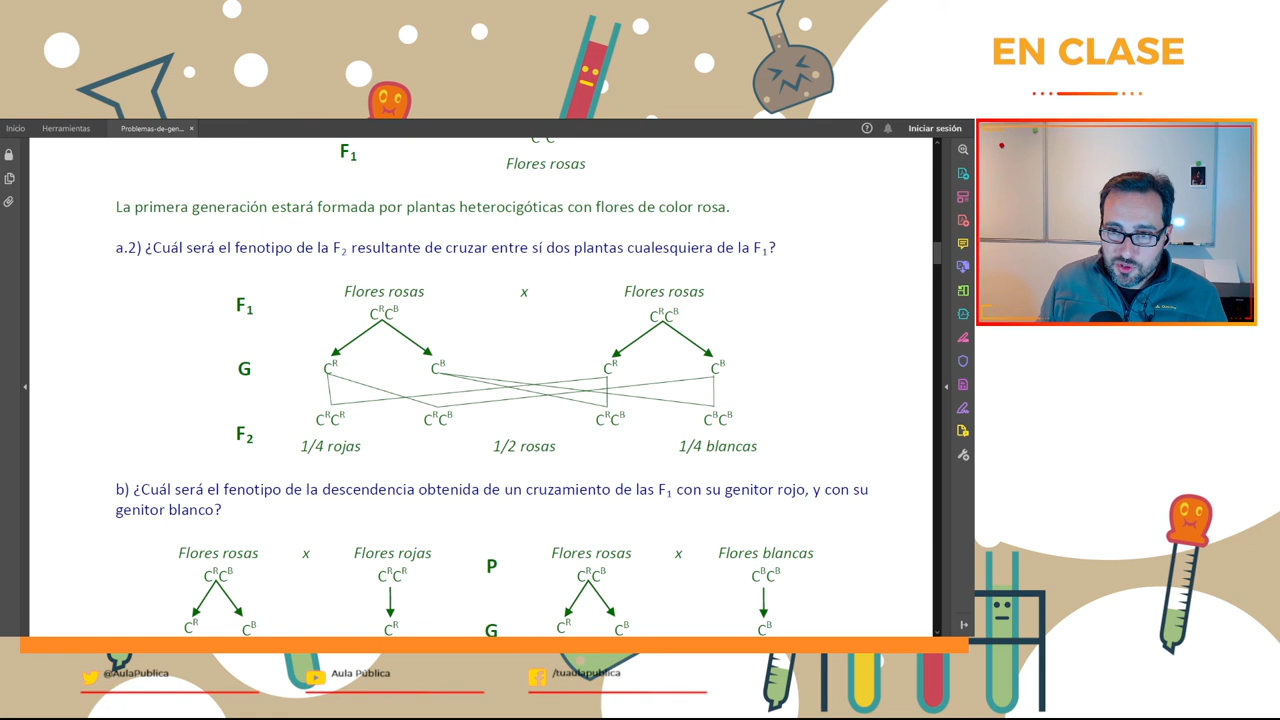 EN CLASE
Inicio Herramientas Problemas-de-gen... × Iniciar sesión
F₁
Flores rosas
La primera generación estará formada por plantas heterocigóticas con flores de color rosa.
a.2) ¿Cuál será el fenotipo de la F₂ resultante de cruzar entre sí dos plantas cualesquiera de la F₁?
F₁ Flores rosas x Flores rosas
CᴿCᴮ CᴿCᴮ
G Cᴿ Cᴮ Cᴿ Cᴮ
CᴿCᴿ CᴿCᴮ CᴿCᴮ CᴮCᴮ
F₂
1/4 rojas 1/2 rosas 1/4 blancas
b) ¿Cuál será el fenotipo de la descendencia obtenida de un cruzamiento de las F₁ con su genitor rojo, y con su
genitor blanco?
Flores rosas x Flores rojas P Flores rosas x Flores blancas
CᴿCᴮ CᴿCᴿ CᴿCᴮ CᴮCᴮ
Cᴿ Cᴮ Cᴿ G Cᴿ Cᴮ Cᴮ
@AulaPublica Aula Pública /tuaulapublica